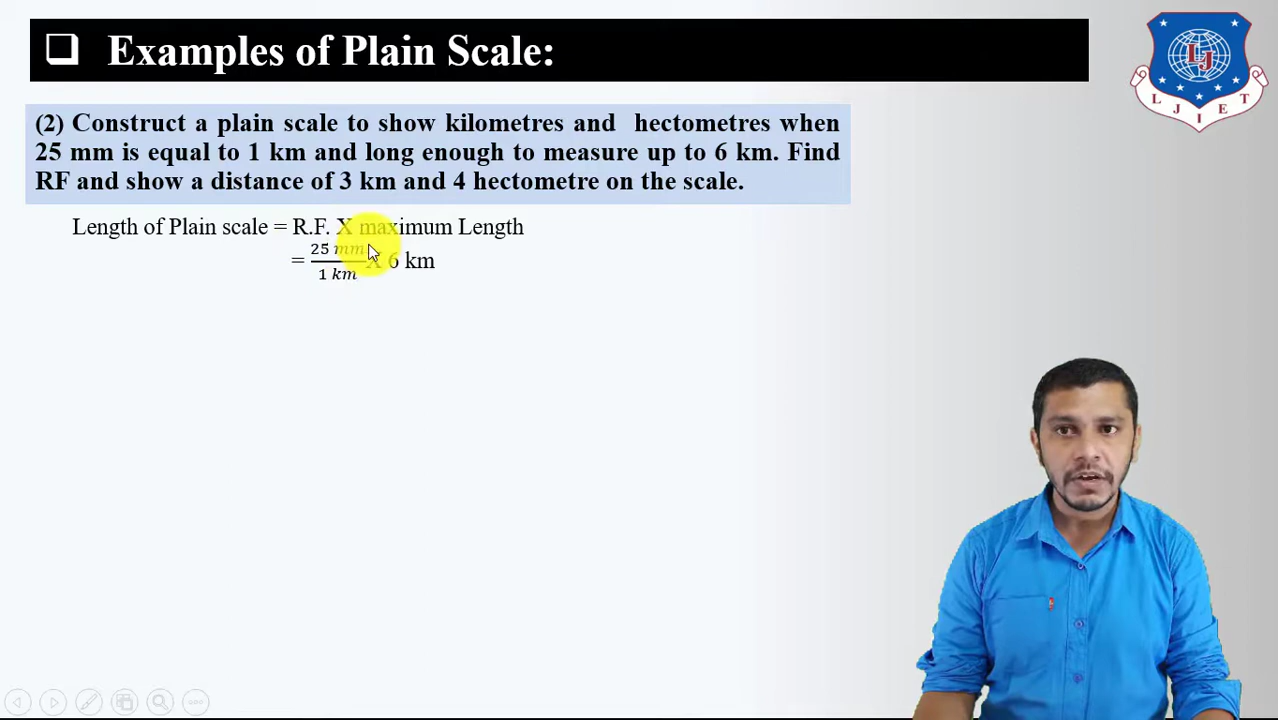 ❑ Examples of Plain Scale:
(2) Construct a plain scale to show kilometres and hectometres when
25 mm is equal to 1 km and long enough to measure up to 6 km. Find
RF and show a distance of 3 km and 4 hectometre on the scale.
Length of Plain scale = R.F. X maximum Length
= 25 mm / 1 km X 6 km
LJ
L J I E T